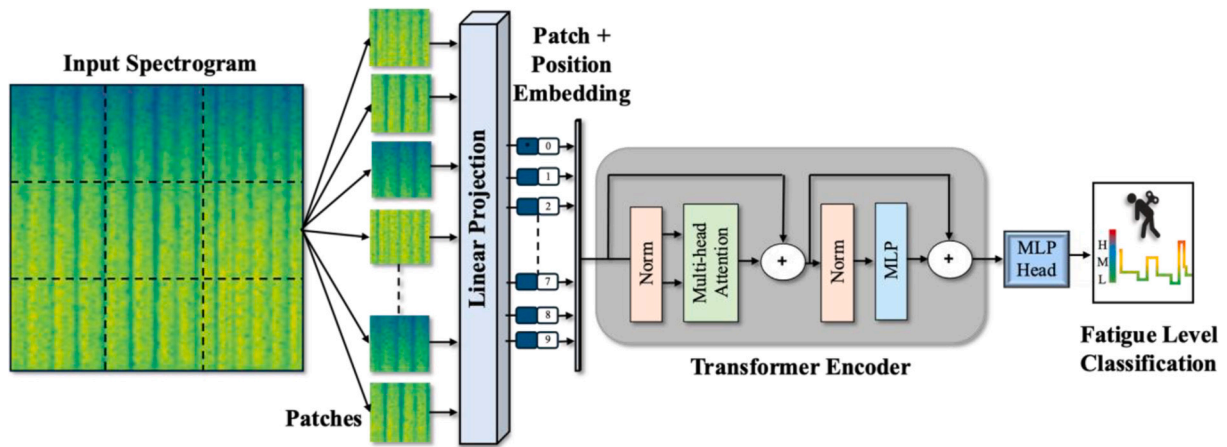 Input Spectrogram
Patches
Linear Projection
Patch +
Position
Embedding
* 0
1
2
7
8
9
Norm
Multi-head
Attention
+
Norm
MLP
+
Transformer Encoder
MLP
Head
H
M
L
Fatigue Level
Classification